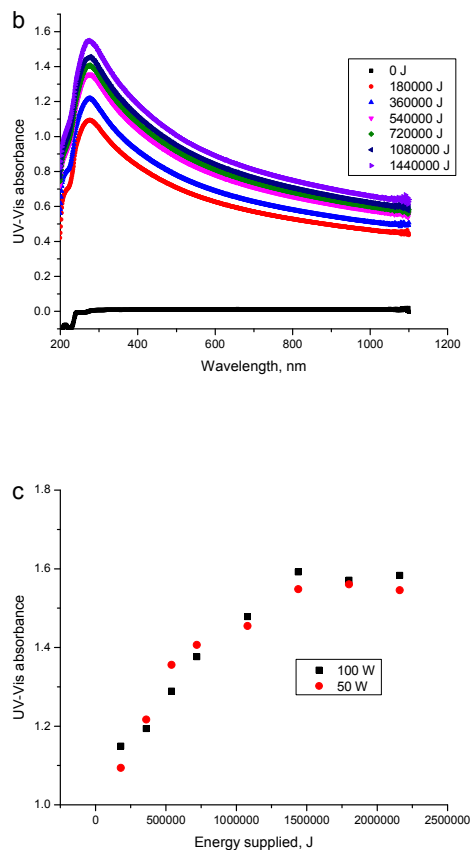 b
1.6
1.4
1.2
1.0
0.8
0.6
0.4
0.2
0.0
UV-Vis absorbance
0 J
180000 J
360000 J
540000 J
720000 J
1080000 J
1440000 J
200 400 600 800 1000 1200
Wavelength, nm
c
1.8
1.6
1.4
1.2
1.0
UV-Vis absorbance
100 W
50 W
0 500000 1000000 1500000 2000000 2500000
Energy supplied, J